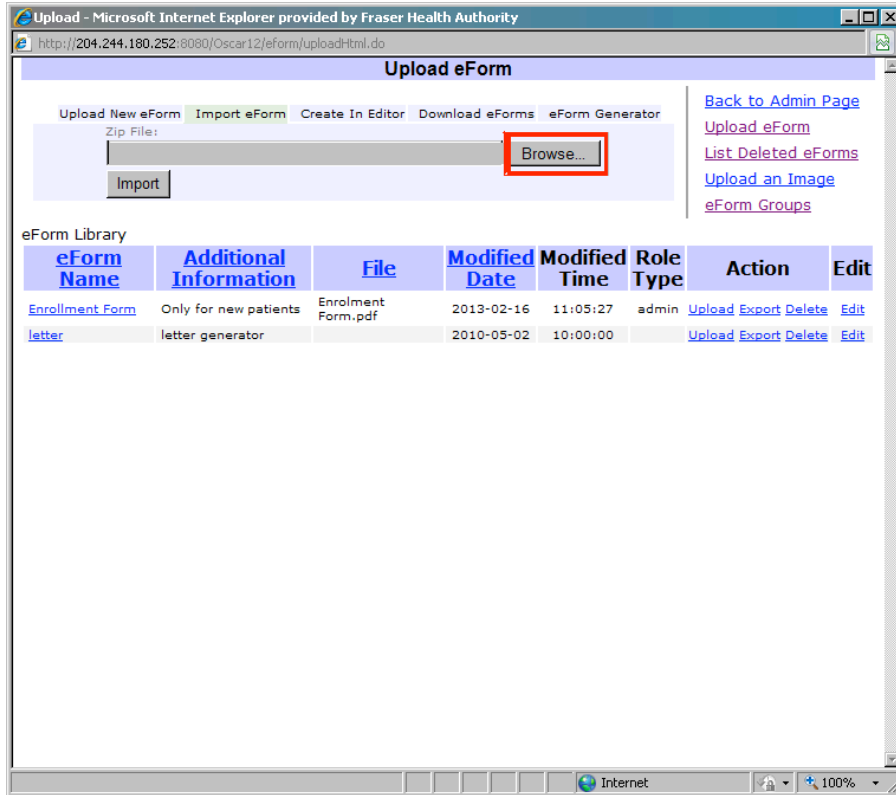 Upload - Microsoft Internet Explorer provided by Fraser Health Authority
http://204.244.180.252:8080/Oscar12/eform/uploadHtml.do
Upload eForm
Upload New eForm Import eForm Create In Editor Download eForms eForm Generator
Zip File:
Browse...
Import
Back to Admin Page
Upload eForm
List Deleted eForms
Upload an Image
eForm Groups
eForm Library
eForm Name Additional Information File Modified Date Modified Time Role Type Action Edit
Enrollment Form Only for new patients Enrolment Form.pdf 2013-02-16 11:05:27 admin Upload Export Delete Edit
letter letter generator 2010-05-02 10:00:00 Upload Export Delete Edit
Internet 100%